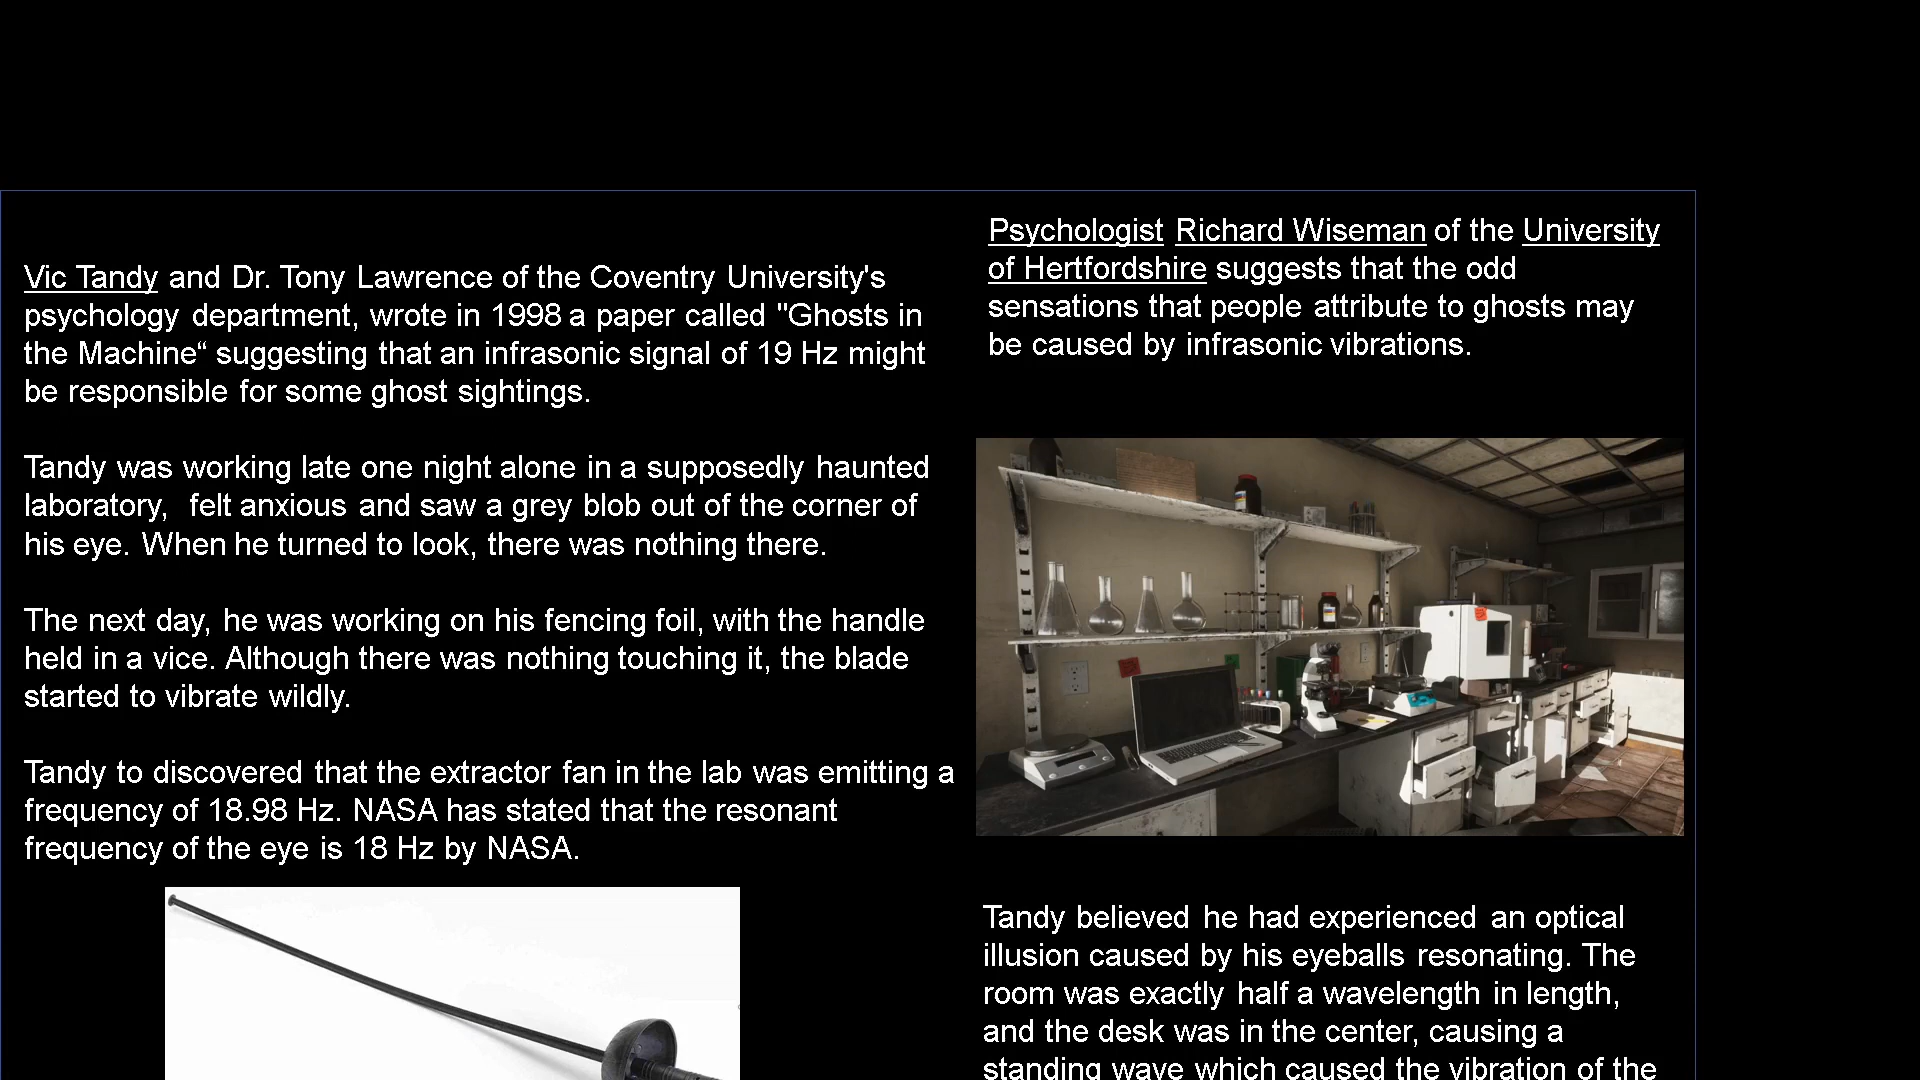 Vic Tandy and Dr. Tony Lawrence of the Coventry University's
psychology department, wrote in 1998 a paper called "Ghosts in
the Machine“ suggesting that an infrasonic signal of 19 Hz might
be responsible for some ghost sightings.
Tandy was working late one night alone in a supposedly haunted
laboratory,  felt anxious and saw a grey blob out of the corner of
his eye. When he turned to look, there was nothing there.
The next day, he was working on his fencing foil, with the handle
held in a vice. Although there was nothing touching it, the blade
started to vibrate wildly.
Tandy to discovered that the extractor fan in the lab was emitting a
frequency of 18.98 Hz. NASA has stated that the resonant
frequency of the eye is 18 Hz by NASA.
Psychologist Richard Wiseman of the University
of Hertfordshire suggests that the odd
sensations that people attribute to ghosts may
be caused by infrasonic vibrations.
Tandy believed he had experienced an optical
illusion caused by his eyeballs resonating. The
room was exactly half a wavelength in length,
and the desk was in the center, causing a
standing wave which caused the vibration of the